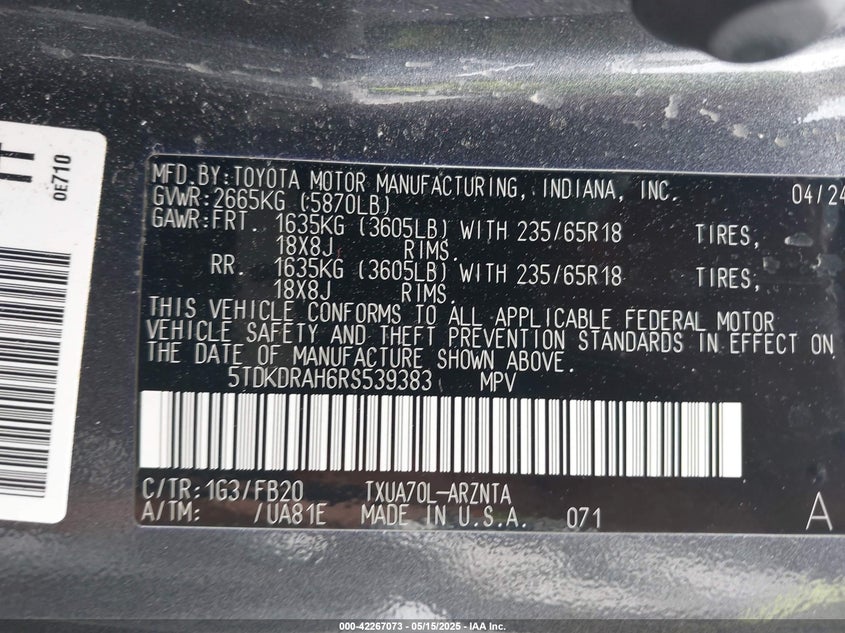 TT
0E710
MFD.BY:TOYOTA MOTOR MANUFACTURING, INDIANA, INC. 04/24
GVWR:2665KG (5870LB)
GAWR:FRT. 1635KG (3605LB) WITH 235/65R18 TIRES,
18X8J RIMS.
RR. 1635KG (3605LB) WITH 235/65R18 TIRES,
18X8J RIMS.
THIS VEHICLE CONFORMS TO ALL APPLICABLE FEDERAL MOTOR
VEHICLE SAFETY AND THEFT PREVENTION STANDARDS IN EFFECT ON
THE DATE OF MANUFACTURE SHOWN ABOVE.
5TDKDRAH6RS539383 MPV
C/TR:1G3/FB20 TXUA70L-ARZNTA
A/TM: /UA81E MADE IN U.S.A. 071 A
000-42267073 - 05/15/2025 - IAA Inc.